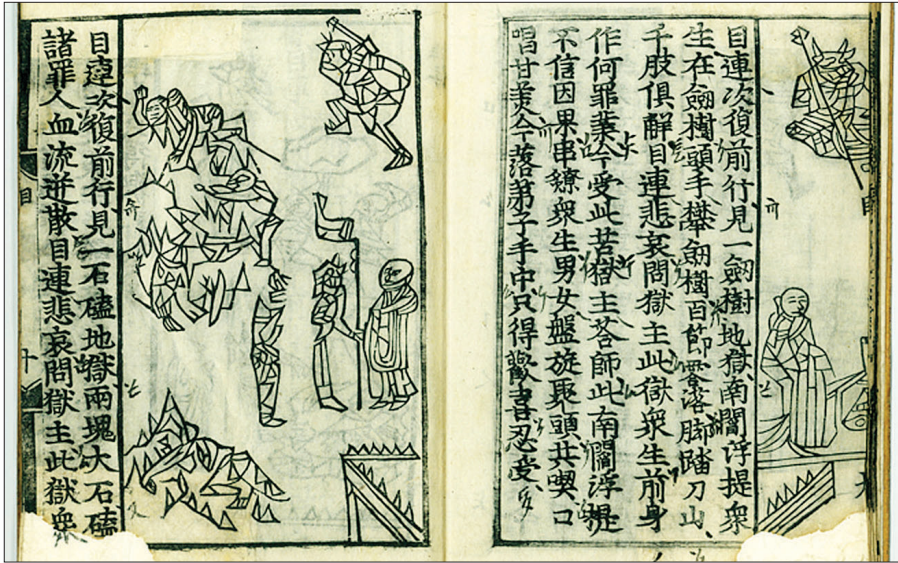 目連次復前行見一劒樹地獄南閻浮提衆
生在劒樹頭手攀劒樹百節零落脚踏刀山
千肢俱解目連悲哀問獄主此獄衆生前身
作何罪業今受此苦獄主答師此南閻浮提
不信因果串獠衆生男女盤旋聚頭共喫口
唱甘美今落弟子手中只得歡喜忍受
目連次復前行見一石磕地獄兩塊大石磕
諸罪人血流迸散目連悲哀問獄主此獄衆
目
十